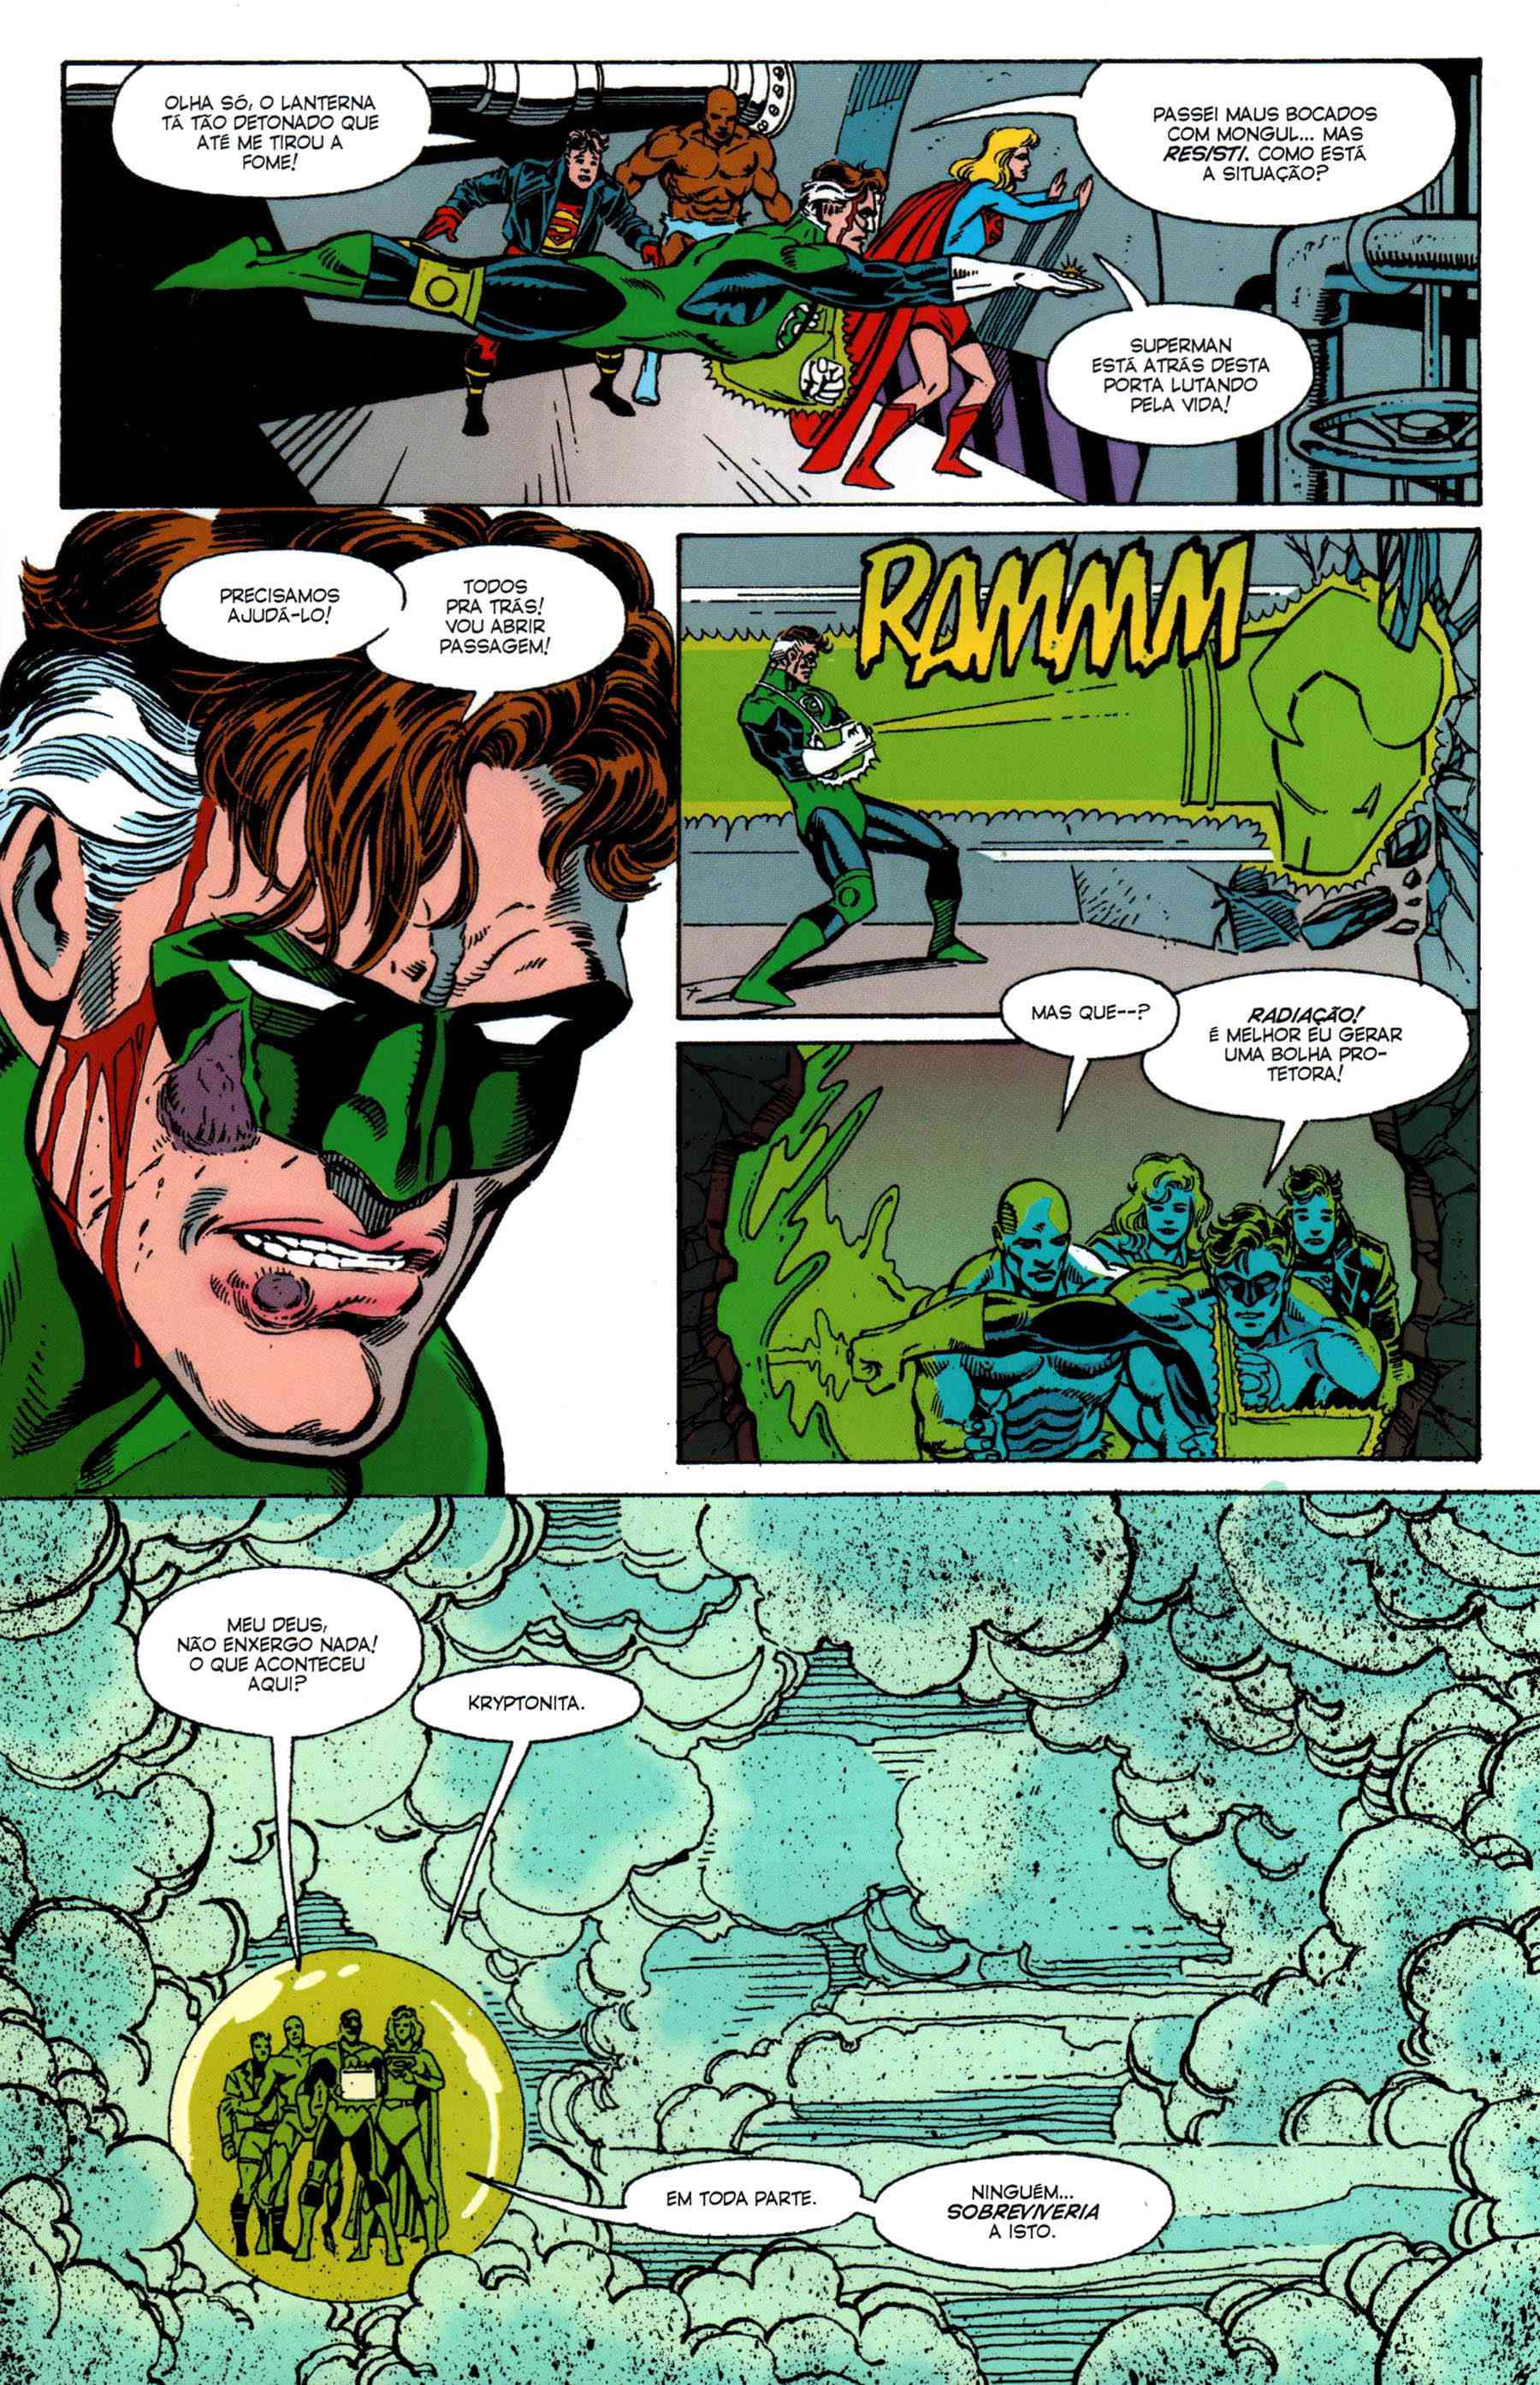 OLHA SÓ, O LANTERNA
TÁ TÃO DETONADO QUE
ATÉ ME TIROU A
FOME!
PASSEI MAUS BOCADOS
COM MONGUL... MAS
RESISTI. COMO ESTÁ
A SITUAÇÃO?
SUPERMAN
ESTÁ ATRÁS DESTA
PORTA LUTANDO
PELA VIDA!
PRECISAMOS
AJUDÁ-LO!
TODOS
PRA TRÁS!
VOU ABRIR
PASSAGEM!
RAMMM
MAS QUE--?
RADIAÇÃO!
É MELHOR EU GERAR
UMA BOLHA PRO-
TETORA!
MEU DEUS,
NÃO ENXERGO NADA!
O QUE ACONTECEU
AQUI?
KRYPTONITA.
EM TODA PARTE.
NINGUÉM...
SOBREVIVERIA
A ISTO.